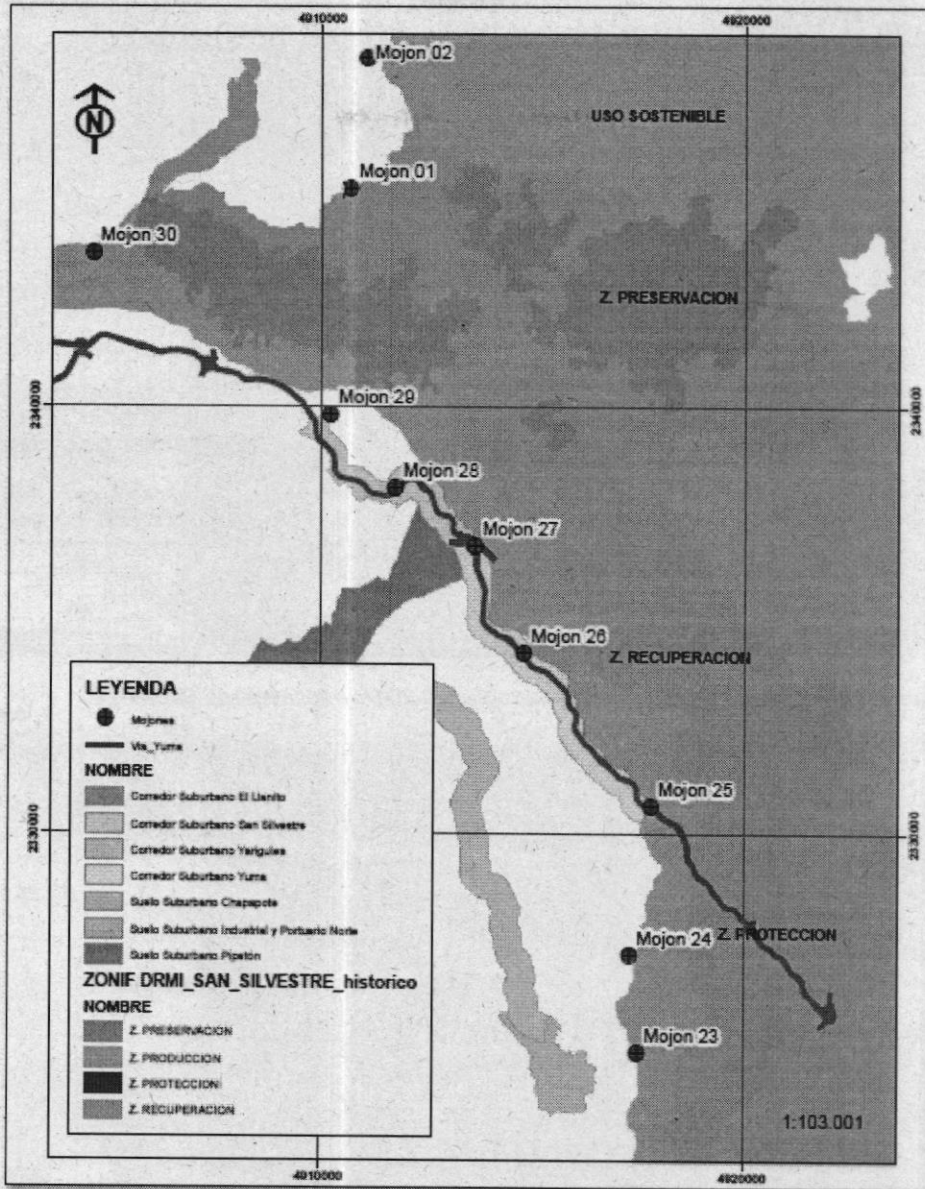 4910000
4920000
Mojon 02
N
USO SOSTENIBLE
Mojon 01
Mojon 30
Z. PRESERVACION
2340000
2340000
Mojon 29
Mojon 28
Mojon 27
Mojon 26
Z. RECUPERACION
LEYENDA
Mojones
Via_Yuma
NOMBRE
Corredor Suburbano El Llanito
Corredor Suburbano San Silvestre
Corredor Suburbano Yariguies
Corredor Suburbano Yuma
Suelo Suburbano Chapapote
Suelo Suburbano Industrial y Portuario Norte
Suelo Suburbano Pipatón
ZONIF DRMI_SAN_SILVESTRE_historico
NOMBRE
Z. PRESERVACION
Z. PRODUCCION
Z. PROTECCION
Z. RECUPERACION
Mojon 25
2330000
2330000
Z. PROTECCION
Mojon 24
Mojon 23
1:103.001
4910000
4920000